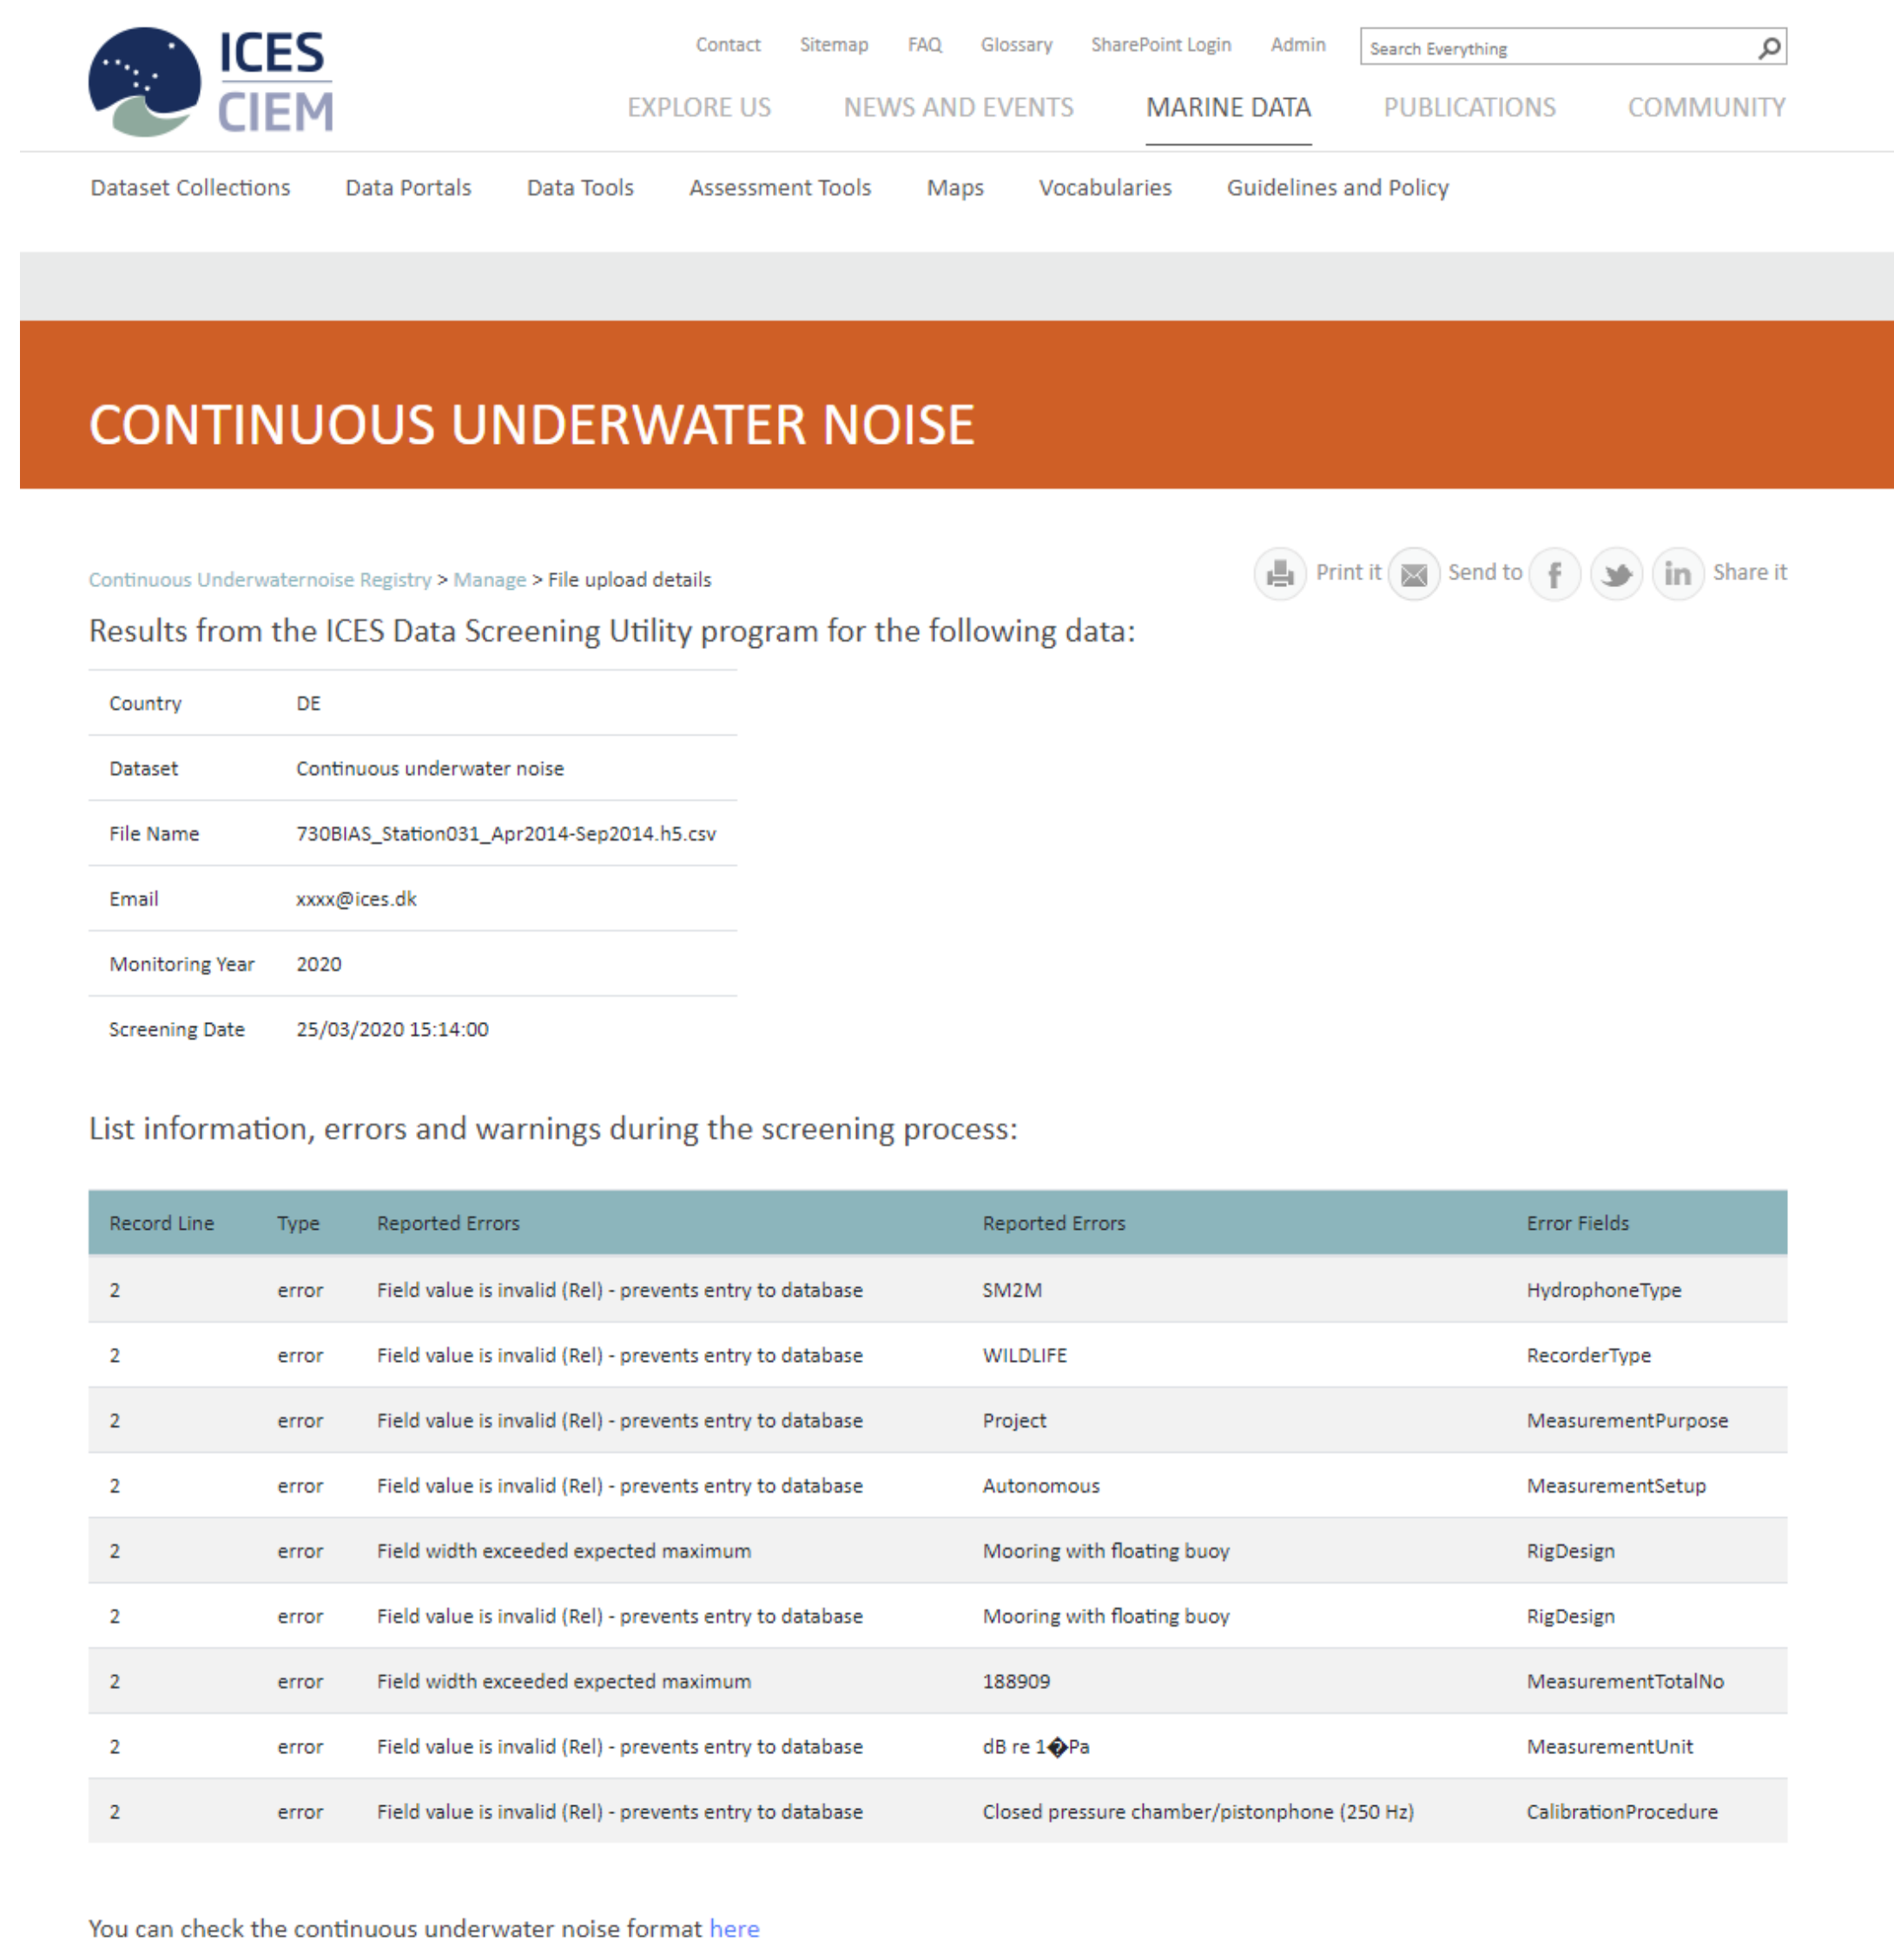 ICES
CIEM
Contact Sitemap FAQ Glossary SharePoint Login Admin Search Everything
EXPLORE US NEWS AND EVENTS MARINE DATA PUBLICATIONS COMMUNITY
Dataset Collections Data Portals Data Tools Assessment Tools Maps Vocabularies Guidelines and Policy
CONTINUOUS UNDERWATER NOISE
Continuous Underwaternoise Registry > Manage > File upload details
Print it Send to f in Share it
Results from the ICES Data Screening Utility program for the following data:
Country DE
Dataset Continuous underwater noise
File Name 730BIAS_Station031_Apr2014-Sep2014.h5.csv
Email xxxx@ices.dk
Monitoring Year 2020
Screening Date 25/03/2020 15:14:00
List information, errors and warnings during the screening process:
Record Line Type Reported Errors Reported Errors Error Fields
2 error Field value is invalid (Rel) - prevents entry to database SM2M HydrophoneType
2 error Field value is invalid (Rel) - prevents entry to database WILDLIFE RecorderType
2 error Field value is invalid (Rel) - prevents entry to database Project MeasurementPurpose
2 error Field value is invalid (Rel) - prevents entry to database Autonomous MeasurementSetup
2 error Field width exceeded expected maximum Mooring with floating buoy RigDesign
2 error Field value is invalid (Rel) - prevents entry to database Mooring with floating buoy RigDesign
2 error Field width exceeded expected maximum 188909 MeasurementTotalNo
2 error Field value is invalid (Rel) - prevents entry to database dB re 1�Pa MeasurementUnit
2 error Field value is invalid (Rel) - prevents entry to database Closed pressure chamber/pistonphone (250 Hz) CalibrationProcedure
You can check the continuous underwater noise format here